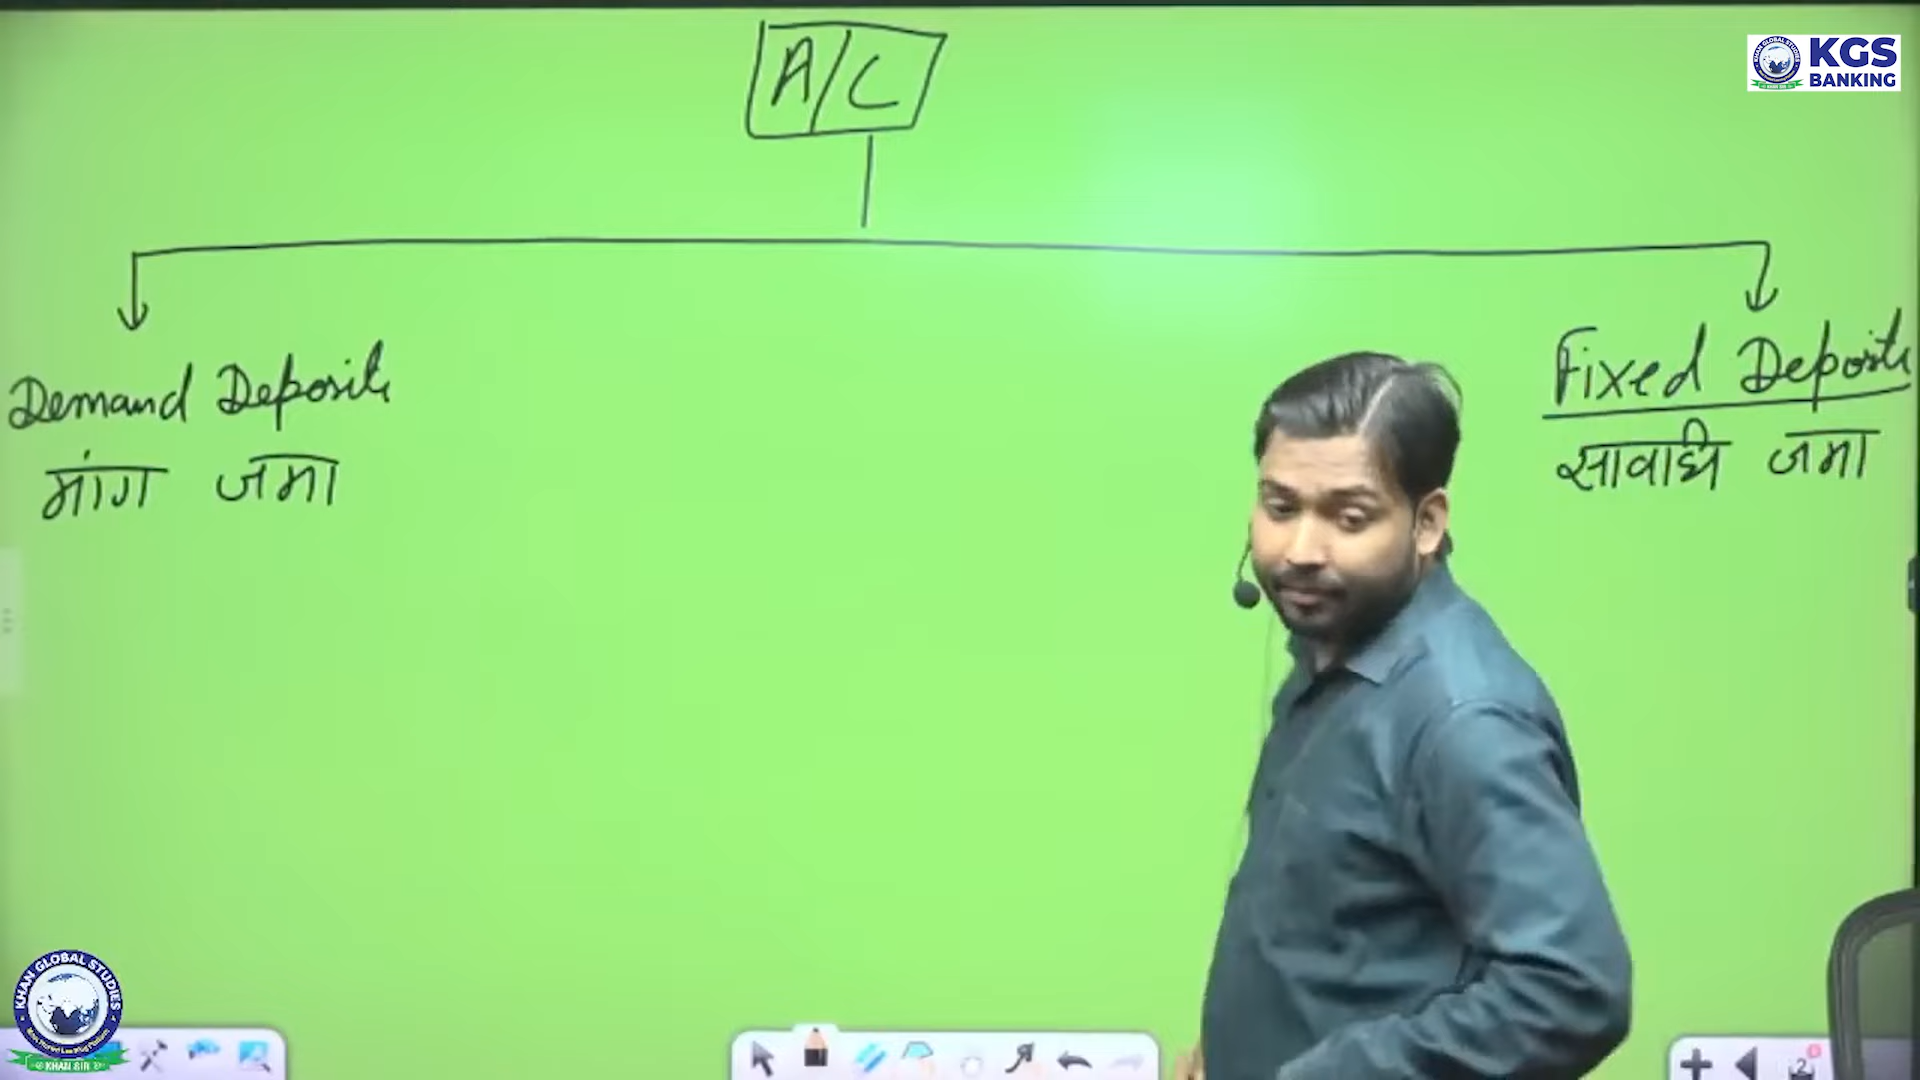 A/C
KGS
BANKING
Demand Deposit
मांग जमा
Fixed Deposit
सावधि जमा
KHAN GLOBAL STUDIES
KHAN SIR